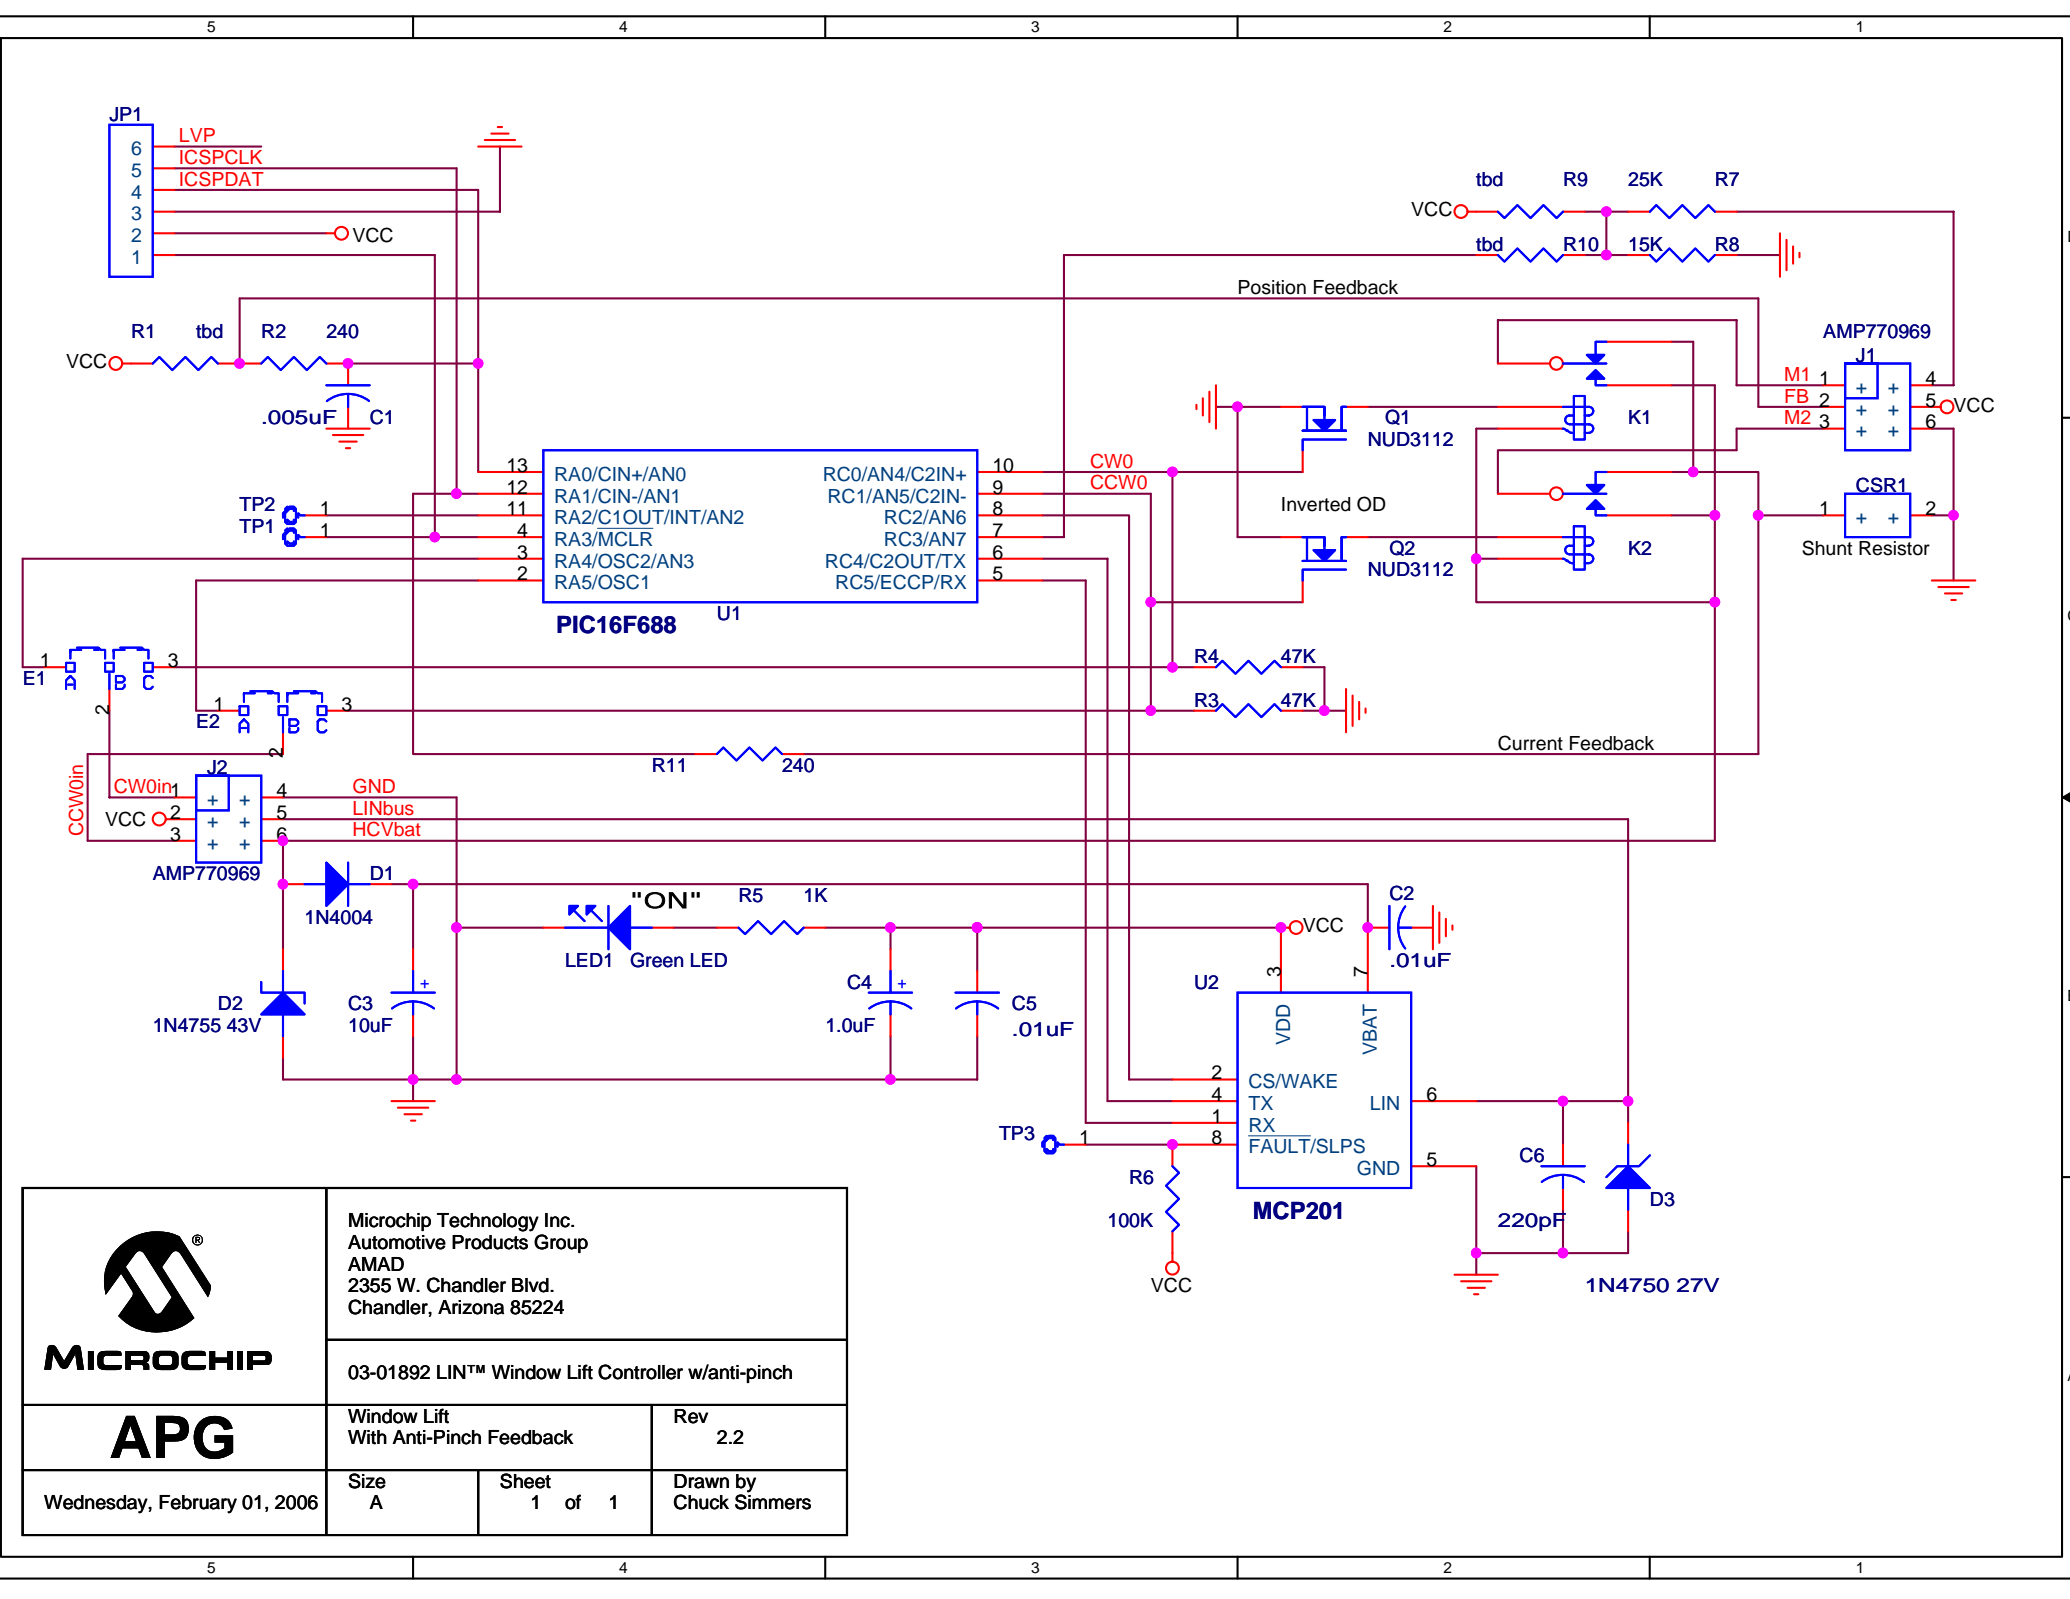 5 4 3 2 1
JP1
6 LVP
5 ICSPCLK
4 ICSPDAT
3
2 VCC
1
R1 tbd R2 240
VCC
.005uF C1
tbd R9 25K R7
VCC
tbd R10 15K R8
Position Feedback
AMP770969
J1
M1 1 4
FB 2 5 VCC
M2 3 6
+ +
+ +
+ +
Q1
NUD3112
K1
Inverted OD
Q2
NUD3112
K2
CSR1
1 + + 2
Shunt Resistor
13 RA0/CIN+/AN0 RC0/AN4/C2IN+ 10 CW0
12 RA1/CIN-/AN1 RC1/AN5/C2IN- 9 CCW0
TP2 1 11 RA2/C1OUT/INT/AN2 RC2/AN6 8
TP1 1 4 RA3/MCLR RC3/AN7 7
3 RA4/OSC2/AN3 RC4/C2OUT/TX 6
2 RA5/OSC1 RC5/ECCP/RX 5
PIC16F688 U1
E1 1 A B C 3
2
E2 1 A B C 3
2
R4 47K
R3 47K
R11 240
Current Feedback
CCW0in
J2
CW0in 1 4 GND
VCC 2 5 LINbus
3 6 HCVbat
+ +
+ +
+ +
AMP770969
D1
1N4004
"ON" R5 1K
LED1 Green LED
VCC
C2
.01uF
D2
1N4755 43V
C3 +
10uF
C4 +
1.0uF
C5
.01uF
U2
3 7
VDD VBAT
2 CS/WAKE
4 TX LIN 6
1 RX
TP3 1 8 FAULT/SLPS
GND 5
MCP201
R6
100K
VCC
C6
220pF
D3
1N4750 27V
®
MICROCHIP
Microchip Technology Inc.
Automotive Products Group
AMAD
2355 W. Chandler Blvd.
Chandler, Arizona 85224
03-01892 LIN™ Window Lift Controller w/anti-pinch
APG
Window Lift
With Anti-Pinch Feedback
Rev
2.2
Wednesday, February 01, 2006
Size
A
Sheet
1 of 1
Drawn by
Chuck Simmers
5 4 3 2 1